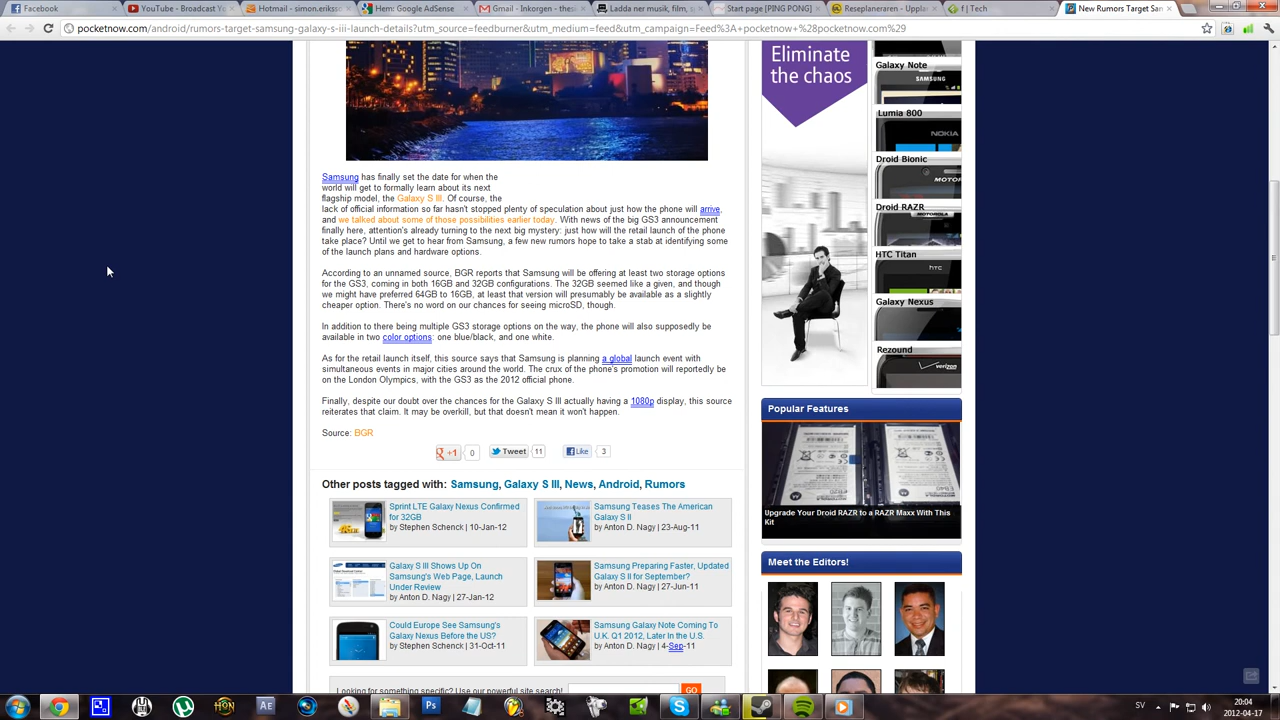 Facebook
YouTube - Broadcast Yo
Hotmail - simon.erikss
Hem: Google AdSense
Gmail - Inkorgen - thes
Ladda ner musik, film, q
Start page [PING PONG]
Reseplaneraren - Uppla
f | Tech
New Rumors Target San
pocketnow.com/android/rumors-target-samsung-galaxy-s-iii-launch-details?utm_source=feedburner&utm_medium=feed&utm_campaign=Feed%3A+pocketnow+%28pocketnow.com%29
Samsung has finally set the date for when the
world will get to formally learn about its next
flagship model, the Galaxy S III. Of course, the
lack of official information so far hasn't stopped plenty of speculation about just how the phone will arrive,
and we talked about some of those possibilities earlier today. With news of the big GS3 announcement
finally here, attention's already turning to the next big mystery: just how will the retail launch of the phone
take place? Until we get to hear from Samsung, a few new rumors hope to take a stab at identifying some
of the launch plans and hardware options.
According to an unnamed source, BGR reports that Samsung will be offering at least two storage options
for the GS3, coming in both 16GB and 32GB configurations. The 32GB seemed like a given, and though
we might have preferred 64GB to 16GB, at least that version will presumably be available as a slightly
cheaper option. There's no word on our chances for seeing microSD, though.
In addition to there being multiple GS3 storage options on the way, the phone will also supposedly be
available in two color options: one blue/black, and one white.
As for the retail launch itself, this source says that Samsung is planning a global launch event with
simultaneous events in major cities around the world. The crux of the phone's promotion will reportedly be
on the London Olympics, with the GS3 as the 2012 official phone.
Finally, despite our doubt over the chances for the Galaxy S III actually having a 1080p display, this source
reiterates that claim. It may be overkill, but that doesn't mean it won't happen.
Source: BGR
+1 0 Tweet 11 Like 3
Other posts tagged with: Samsung, Galaxy S III, News, Android, Rumors
Sprint LTE Galaxy Nexus Confirmed
for 32GB
by Stephen Schenck | 10-Jan-12
Samsung Teases The American
Galaxy S II
by Anton D. Nagy | 23-Aug-11
Galaxy S III Shows Up On
Samsung's Web Page, Launch
Under Review
by Anton D. Nagy | 27-Jan-12
Samsung Preparing Faster, Updated
Galaxy S II for September?
by Anton D. Nagy | 27-Jun-11
Could Europe See Samsung's
Galaxy Nexus Before the US?
by Stephen Schenck | 31-Oct-11
Samsung Galaxy Note Coming To
U.K. Q1 2012, Later In the U.S.
by Anton D. Nagy | 4-Sep-11
Looking for something specific? Use our powerful site search!
GO
Eliminate
the chaos
Galaxy Note
SAMSUNG
Lumia 800
NOKIA
Droid Bionic
MOTOR
Droid RAZR
MOTOROLA
HTC Titan
hTC
Galaxy Nexus
Rezound
verizon
Popular Features
Upgrade Your Droid RAZR to a RAZR Maxx With This
Kit
Meet the Editors!
Ae
Ps
SV
20:04
2012-04-17